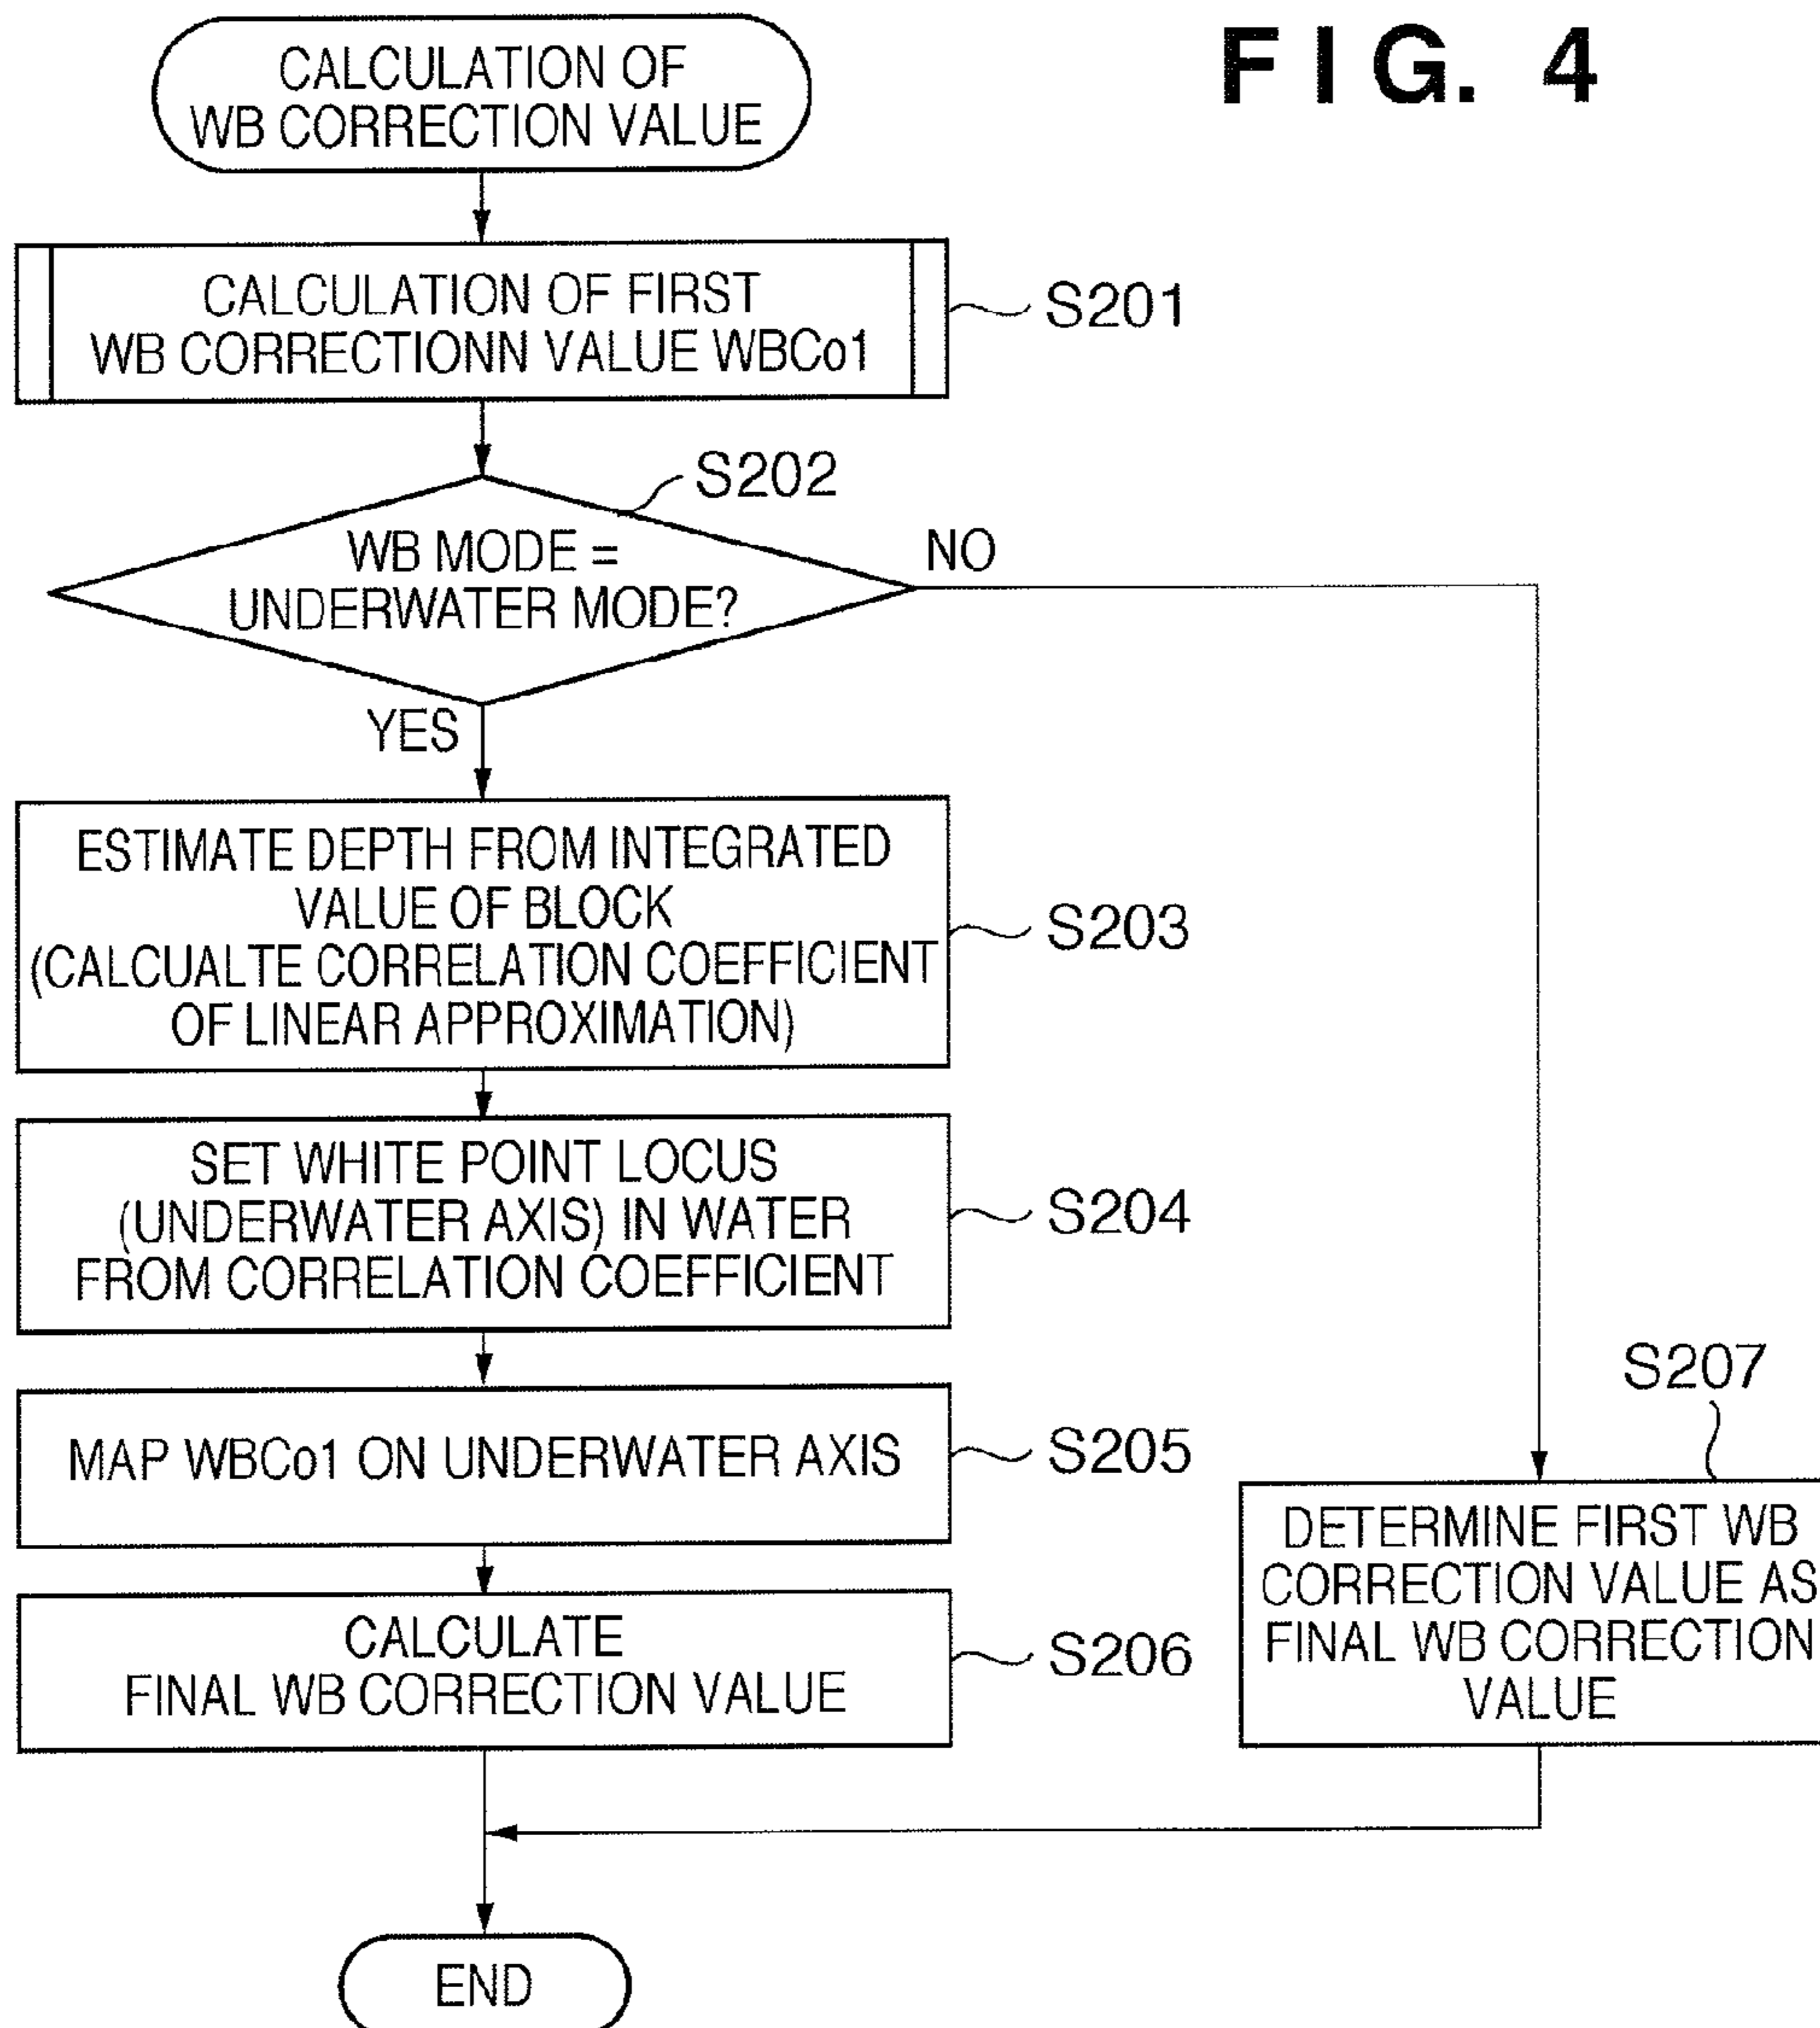 FIG. 4
CALCULATION OF
WB CORRECTION VALUE
CALCULATION OF FIRST
WB CORRECTIONN VALUE WBCo1
S201
S202
WB MODE =
UNDERWATER MODE?
NO
YES
ESTIMATE DEPTH FROM INTEGRATED
VALUE OF BLOCK
(CALCUALTE CORRELATION COEFFICIENT
OF LINEAR APPROXIMATION)
S203
SET WHITE POINT LOCUS
(UNDERWATER AXIS) IN WATER
FROM CORRELATION COEFFICIENT
S204
MAP WBCo1 ON UNDERWATER AXIS
S205
CALCULATE
FINAL WB CORRECTION VALUE
S206
S207
DETERMINE FIRST WB
CORRECTION VALUE AS
FINAL WB CORRECTION
VALUE
END